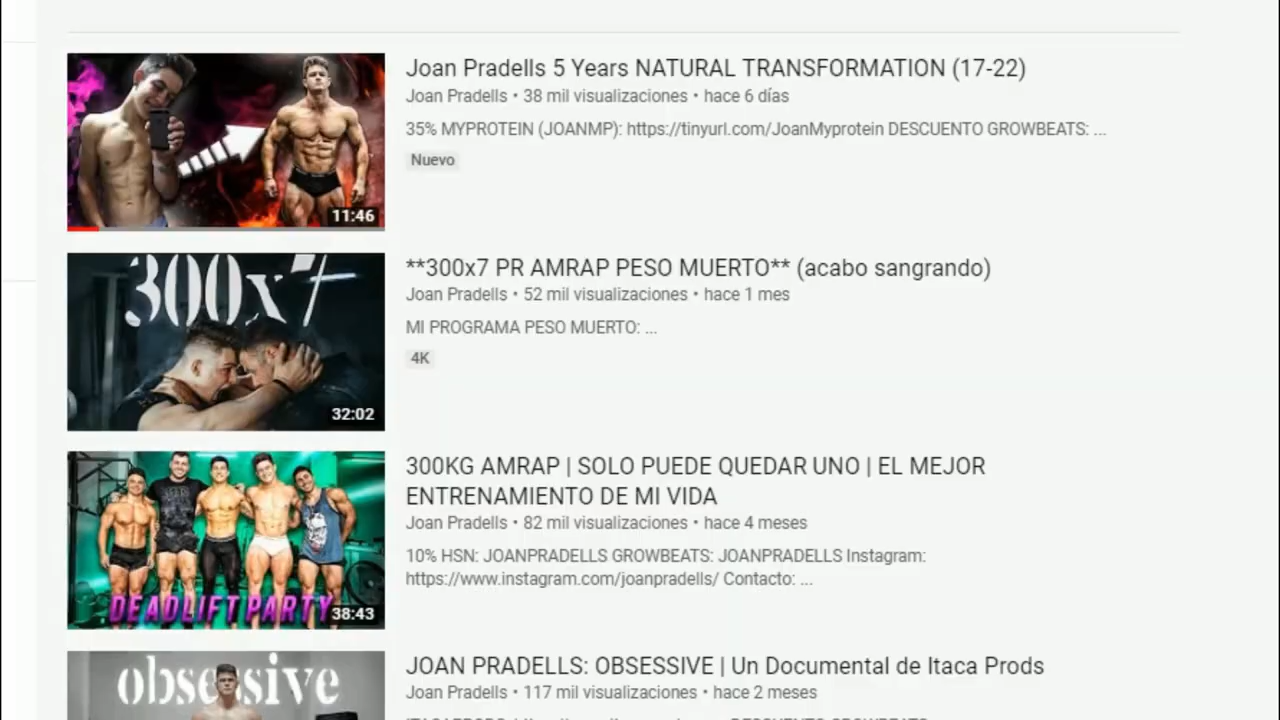 Joan Pradells 5 Years NATURAL TRANSFORMATION (17-22)
Joan Pradells • 38 mil visualizaciones • hace 6 días
35% MYPROTEIN (JOANMP): https://tinyurl.com/JoanMyprotein DESCUENTO GROWBEATS: ...
Nuevo
11:46
300x7
**300x7 PR AMRAP PESO MUERTO** (acabo sangrando)
Joan Pradells • 52 mil visualizaciones • hace 1 mes
MI PROGRAMA PESO MUERTO: ...
4K
32:02
300KG AMRAP | SOLO PUEDE QUEDAR UNO | EL MEJOR
ENTRENAMIENTO DE MI VIDA
Joan Pradells • 82 mil visualizaciones • hace 4 meses
10% HSN: JOANPRADELLS GROWBEATS: JOANPRADELLS Instagram:
https://www.instagram.com/joanpradells/ Contacto: ...
DEADLIFT PARTY
38:43
obsessive
JOAN PRADELLS: OBSESSIVE | Un Documental de Itaca Prods
Joan Pradells • 117 mil visualizaciones • hace 2 meses